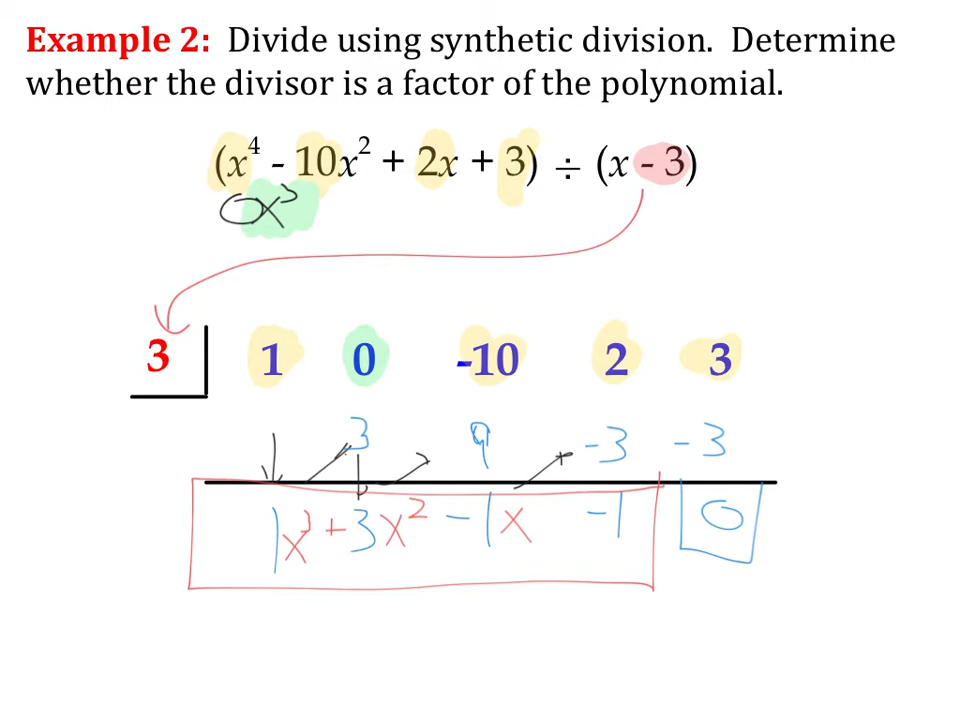 Example 2: Divide using synthetic division. Determine
whether the divisor is a factor of the polynomial.
(x⁴ - 10x² + 2x + 3) ÷ (x - 3)
0x³
3 1 0 -10 2 3
3 9 -3 -3
1x³ + 3x² - 1x - 1 0